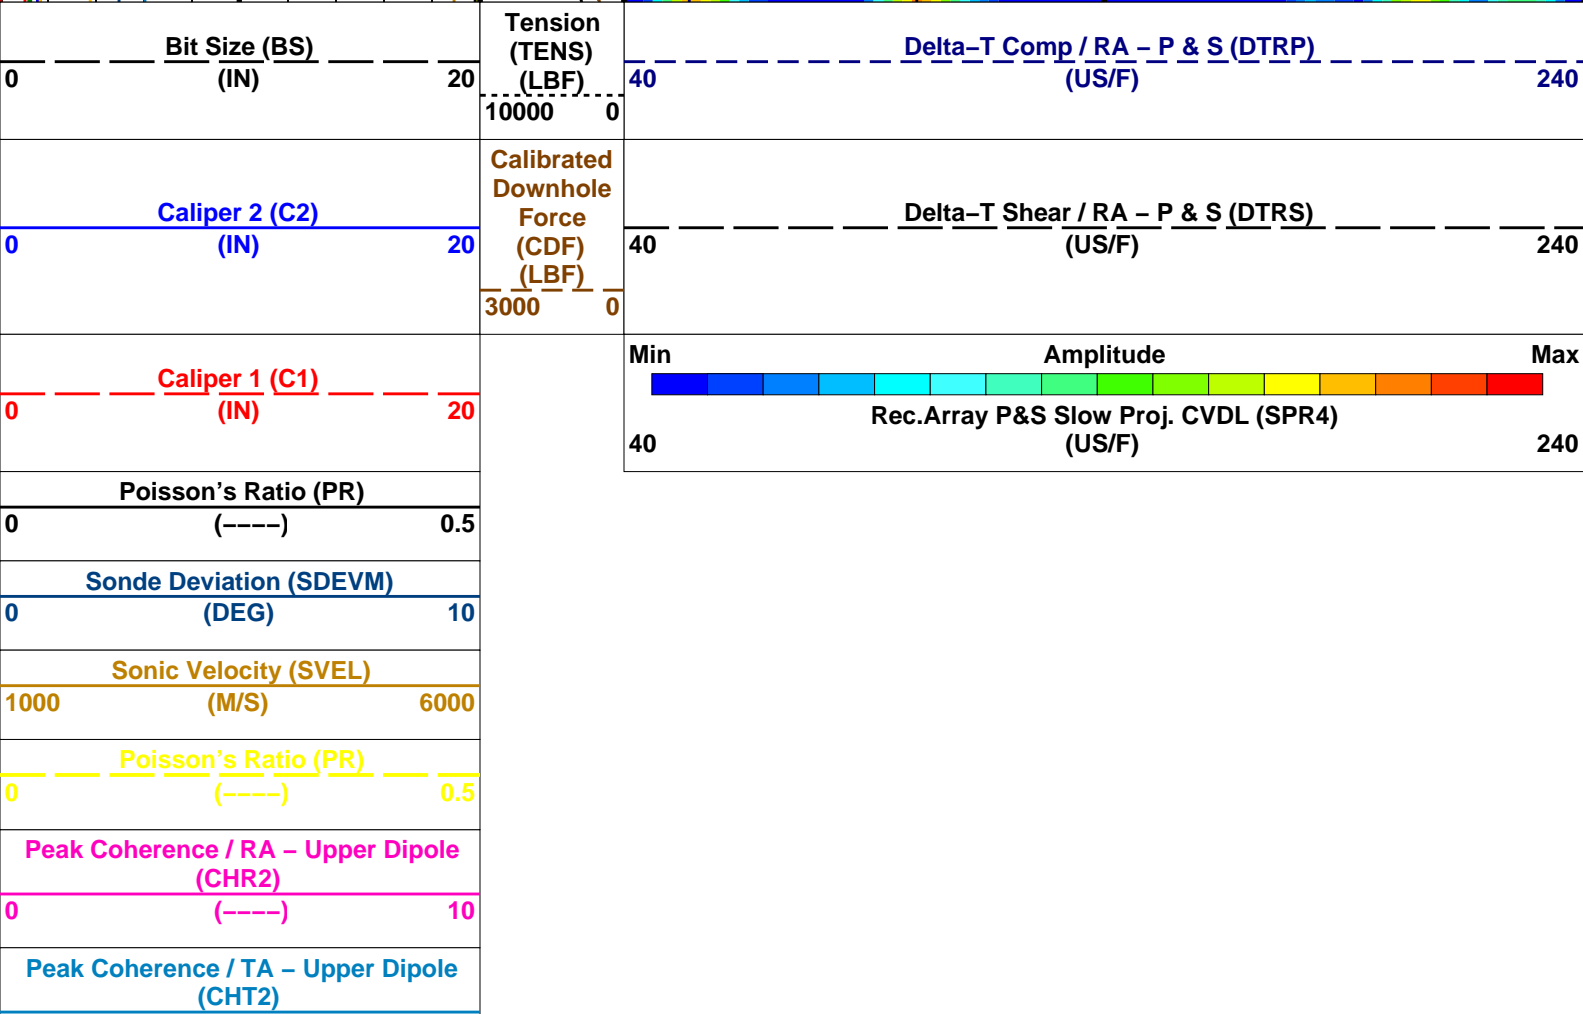 Bit Size (BS)
0 (IN) 20
Tension
(TENS)
(LBF)
10000 0
Delta−T Comp / RA − P & S (DTRP)
40 (US/F) 240
Caliper 2 (C2)
0 (IN) 20
Calibrated
Downhole
Force
(CDF)
(LBF)
3000 0
Delta−T Shear / RA − P & S (DTRS)
40 (US/F) 240
Caliper 1 (C1)
0 (IN) 20
Min Amplitude Max
Rec.Array P&S Slow Proj. CVDL (SPR4)
40 (US/F) 240
Poisson's Ratio (PR)
0 (−−−−) 0.5
Sonde Deviation (SDEVM)
0 (DEG) 10
Sonic Velocity (SVEL)
1000 (M/S) 6000
Poisson's Ratio (PR)
0 (−−−−) 0.5
Peak Coherence / RA − Upper Dipole
(CHR2)
0 (−−−−) 10
Peak Coherence / TA − Upper Dipole
(CHT2)